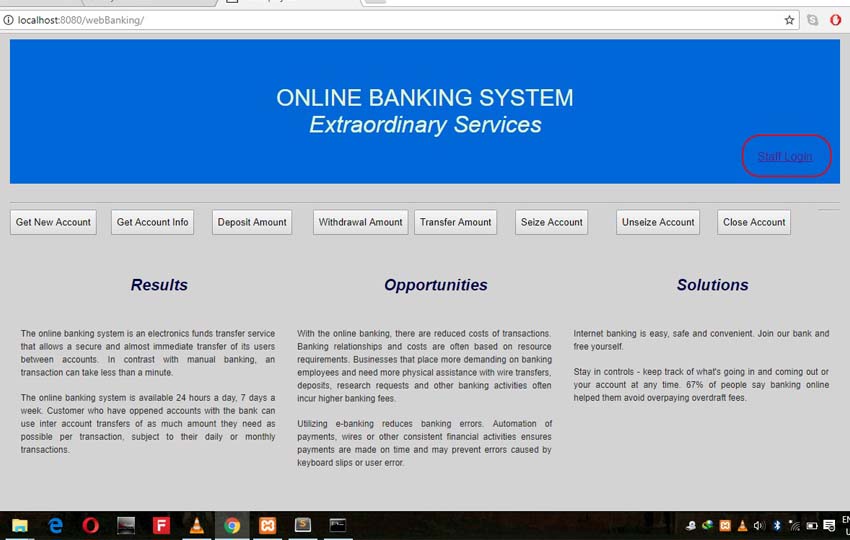 localhost:8080/webBanking/
ONLINE BANKING SYSTEM
Extraordinary Services
Staff Login
Get New Account
Get Account Info
Deposit Amount
Withdrawal Amount
Transfer Amount
Seize Account
Unseize Account
Close Account
Results
The online banking system is an electronics funds transfer service
that allows a secure and almost immediate transfer of its users
between accounts. In contrast with manual banking, an
transaction can take less than a minute.
The online banking system is available 24 hours a day, 7 days a
week. Customer who have oppened accounts with the bank can
use inter account transfers of as much amount they need as
possible per transaction, subject to their daily or monthly
transactions.
Opportunities
With the online banking, there are reduced costs of transactions.
Banking relationships and costs are often based on resource
requirements. Businesses that place more demanding on banking
employees and need more physical assistance with wire transfers,
deposits, research requests and other banking activities often
incur higher banking fees.
Utilizing e-banking reduces banking errors. Automation of
payments, wires or other consistent financial activities ensures
payments are made on time and may prevent errors caused by
keyboard slips or user error.
Solutions
Internet banking is easy, safe and convenient. Join our bank and
free yourself.
Stay in controls - keep track of what's going in and coming out or
your account at any time. 67% of people say banking online
helped them avoid overpaying overdraft fees.